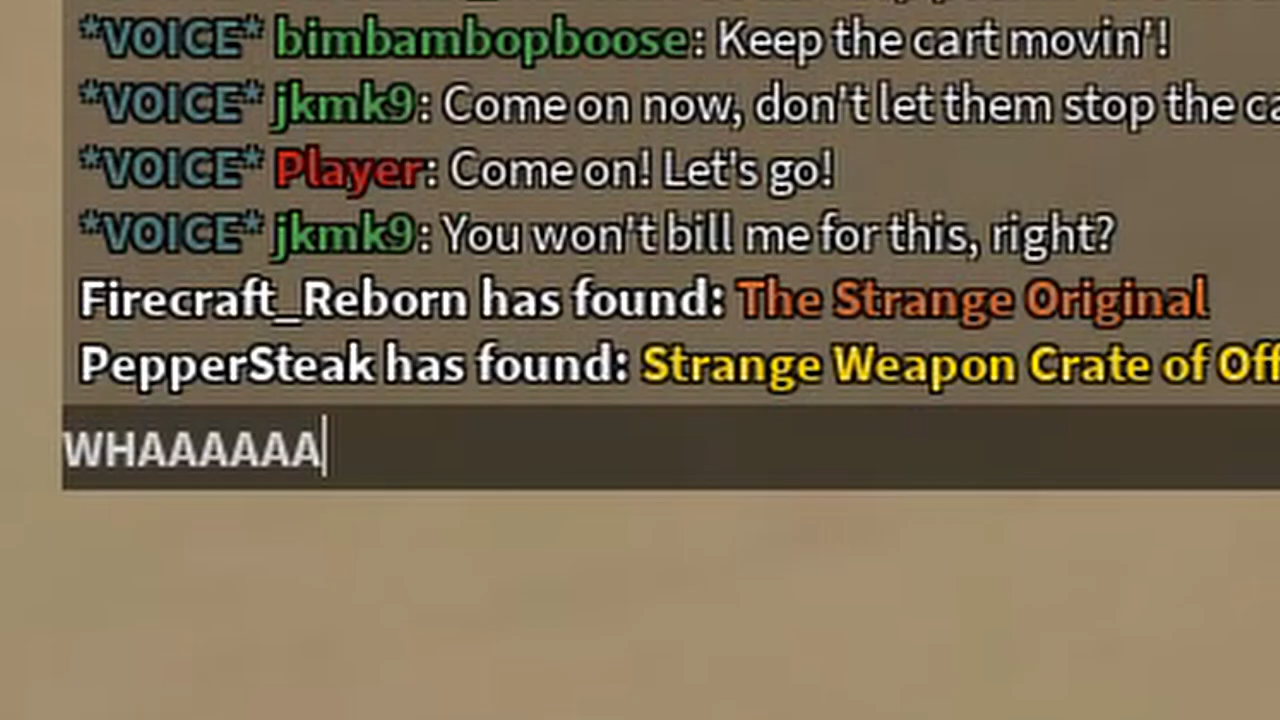 *VOICE* bimbambopboose: Keep the cart movin'!
*VOICE* jkmk9: Come on now, don't let them stop the
*VOICE* Player: Come on! Let's go!
*VOICE* jkmk9: You won't bill me for this, right?
Firecraft_Reborn has found: The Strange Original
PepperSteak has found: Strange Weapon Crate of
WHAAAAAA